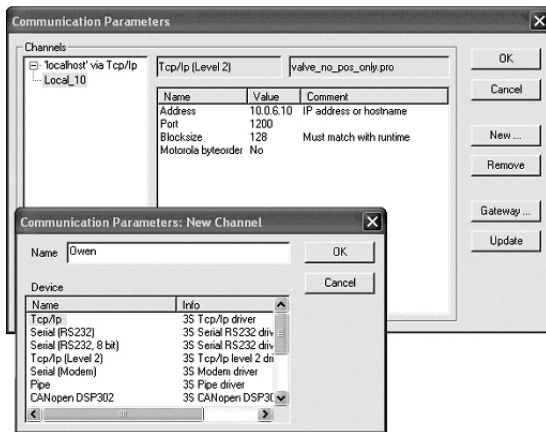 Communication Parameters
Channels
'localhost' via Tcp/Ip
Local_10
Tcp/Ip (Level 2)
valve_no_pos_only.pro
Name Value Comment
Address 10.0.6.10 IP address or hostname
Port 1200
Blocksize 128 Must match with runtime
Motorola byteorder No
OK
Cancel
New ...
Remove
Gateway ...
Update
Communication Parameters: New Channel
Name Owen
OK
Cancel
Device
Name Info
Tcp/Ip 3S Tcp/Ip driver
Serial (RS232) 3S Serial RS232 driv
Serial (RS232, 8 bit) 3S Serial RS232 driv
Tcp/Ip (Level 2) 3S Tcp/Ip level 2 dri
Serial (Modem) 3S Modem driver
Pipe 3S Pipe driver
CANopen DSP302 3S CANopen DSP3(